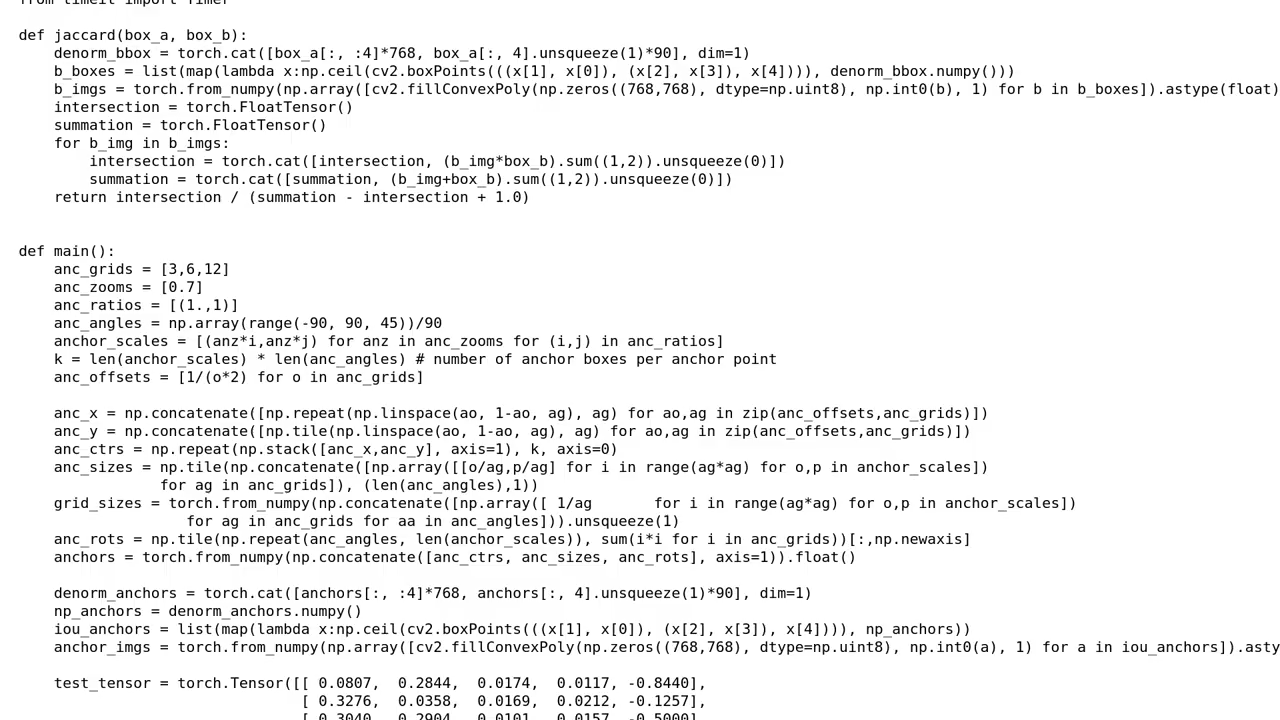 from timeit import Timer
def jaccard(box_a, box_b):
    denorm_bbox = torch.cat([box_a[:, :4]*768, box_a[:, 4].unsqueeze(1)*90], dim=1)
    b_boxes = list(map(lambda x:np.ceil(cv2.boxPoints(((x[1], x[0]), (x[2], x[3]), x[4]))), denorm_bbox.numpy()))
    b_imgs = torch.from_numpy(np.array([cv2.fillConvexPoly(np.zeros((768,768), dtype=np.uint8), np.int0(b), 1) for b in b_boxes]).astype(float)
    intersection = torch.FloatTensor()
    summation = torch.FloatTensor()
    for b_img in b_imgs:
        intersection = torch.cat([intersection, (b_img*box_b).sum((1,2)).unsqueeze(0)])
        summation = torch.cat([summation, (b_img+box_b).sum((1,2)).unsqueeze(0)])
    return intersection / (summation - intersection + 1.0)
def main():
    anc_grids = [3,6,12]
    anc_zooms = [0.7]
    anc_ratios = [(1.,1)]
    anc_angles = np.array(range(-90, 90, 45))/90
    anchor_scales = [(anz*i,anz*j) for anz in anc_zooms for (i,j) in anc_ratios]
    k = len(anchor_scales) * len(anc_angles) # number of anchor boxes per anchor point
    anc_offsets = [1/(o*2) for o in anc_grids]
    anc_x = np.concatenate([np.repeat(np.linspace(ao, 1-ao, ag), ag) for ao,ag in zip(anc_offsets,anc_grids)])
    anc_y = np.concatenate([np.tile(np.linspace(ao, 1-ao, ag), ag) for ao,ag in zip(anc_offsets,anc_grids)])
    anc_ctrs = np.repeat(np.stack([anc_x,anc_y], axis=1), k, axis=0)
    anc_sizes = np.tile(np.concatenate([np.array([[o/ag,p/ag] for i in range(ag*ag) for o,p in anchor_scales])
                for ag in anc_grids]), (len(anc_angles),1))
    grid_sizes = torch.from_numpy(np.concatenate([np.array([ 1/ag       for i in range(ag*ag) for o,p in anchor_scales])
                   for ag in anc_grids for aa in anc_angles])).unsqueeze(1)
    anc_rots = np.tile(np.repeat(anc_angles, len(anchor_scales)), sum(i*i for i in anc_grids))[:,np.newaxis]
    anchors = torch.from_numpy(np.concatenate([anc_ctrs, anc_sizes, anc_rots], axis=1)).float()
    denorm_anchors = torch.cat([anchors[:, :4]*768, anchors[:, 4].unsqueeze(1)*90], dim=1)
    np_anchors = denorm_anchors.numpy()
    iou_anchors = list(map(lambda x:np.ceil(cv2.boxPoints(((x[1], x[0]), (x[2], x[3]), x[4]))), np_anchors))
    anchor_imgs = torch.from_numpy(np.array([cv2.fillConvexPoly(np.zeros((768,768), dtype=np.uint8), np.int0(a), 1) for a in iou_anchors]).asty
    test_tensor = torch.Tensor([[ 0.0807,  0.2844,  0.0174,  0.0117, -0.8440],
                                [ 0.3276,  0.0358,  0.0169,  0.0212, -0.1257],
                                [ 0.3040,  0.2904,  0.0101,  0.0157, -0.5000],